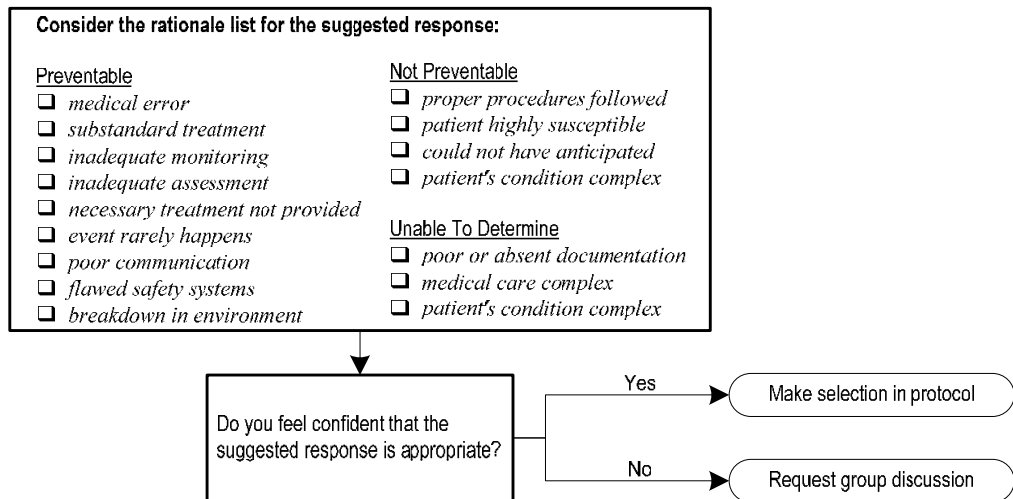 Consider the rationale list for the suggested response:
Preventable
❑ medical error
❑ substandard treatment
❑ inadequate monitoring
❑ inadequate assessment
❑ necessary treatment not provided
❑ event rarely happens
❑ poor communication
❑ flawed safety systems
❑ breakdown in environment
Not Preventable
❑ proper procedures followed
❑ patient highly susceptible
❑ could not have anticipated
❑ patient's condition complex
Unable To Determine
❑ poor or absent documentation
❑ medical care complex
❑ patient's condition complex
Do you feel confident that the
suggested response is appropriate?
Yes
Make selection in protocol
No
Request group discussion